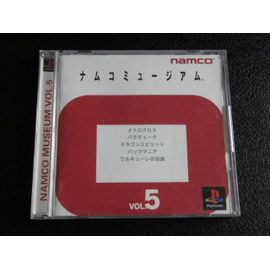 NAMCO MUSEUM VOL.5
namco
ナムコミュージアム
メトロクロス
バラデューク
ドラゴンスピリット
パックマニア
ワルキューレの伝説
VOL.5
PlayStation